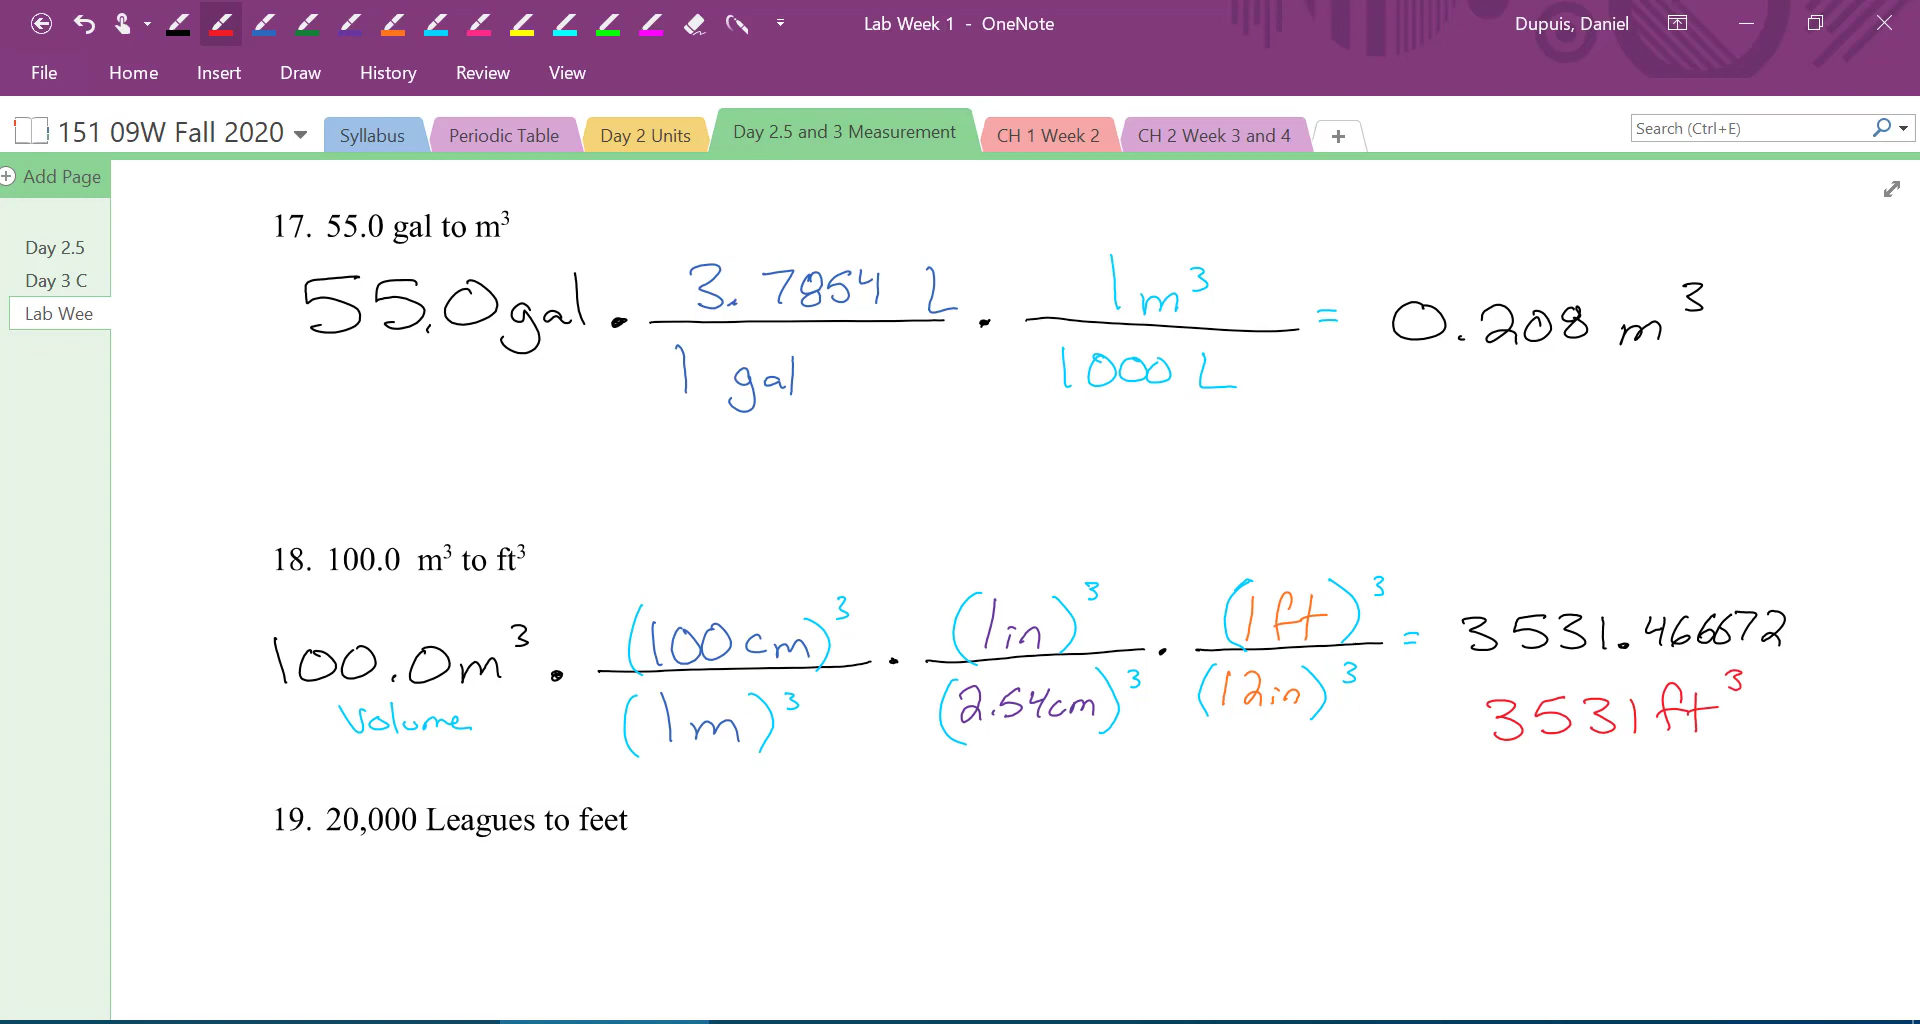 Lab Week 1 - OneNote
Dupuis, Daniel
File Home Insert Draw History Review View
151 09W Fall 2020
Syllabus
Periodic Table
Day 2 Units
Day 2.5 and 3 Measurement
CH 1 Week 2
CH 2 Week 3 and 4
+
Search (Ctrl+E)
Add Page
Day 2.5
Day 3 C
Lab Wee
17. 55.0 gal to m³
55.0 gal · 3.7854 L / 1 gal · 1 m³ / 1000 L = 0.208 m³
18. 100.0 m³ to ft³
100.0 m³ · (100 cm)³ / (1 m)³ · (1 in)³ / (2.54 cm)³ · (1 ft)³ / (12 in)³ = 3531.466672
Volume
3531 ft³
19. 20,000 Leagues to feet